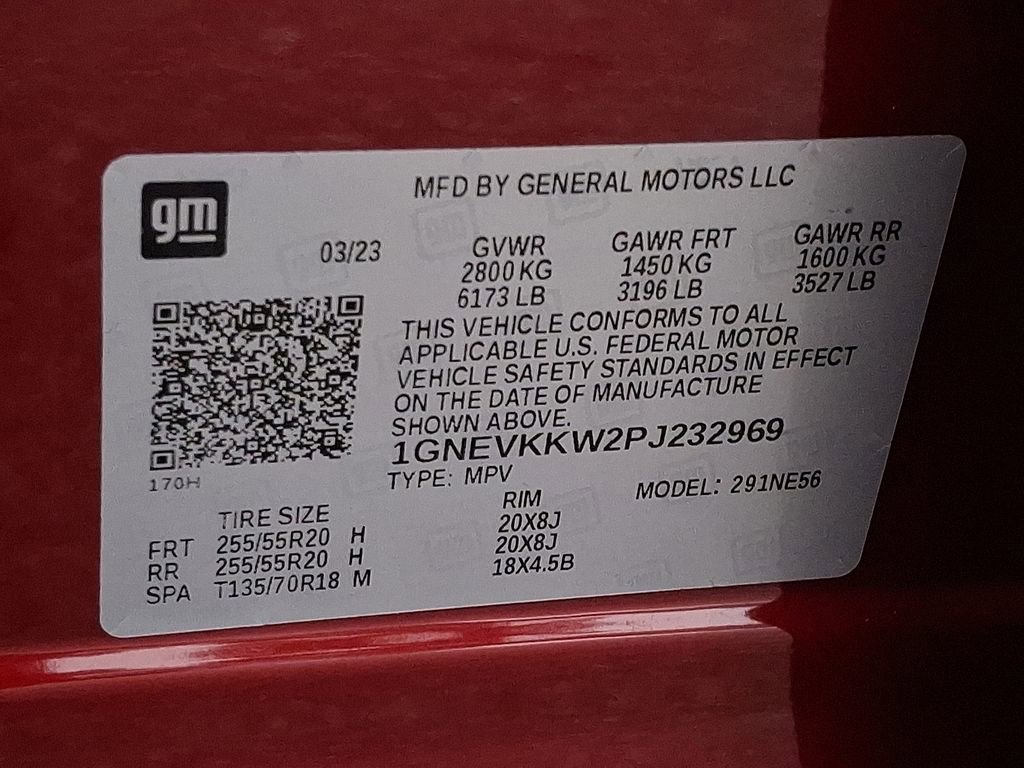 gm
MFD BY GENERAL MOTORS LLC
03/23 GVWR GAWR FRT GAWR RR
2800 KG 1450 KG 1600 KG
6173 LB 3196 LB 3527 LB
THIS VEHICLE CONFORMS TO ALL
APPLICABLE U.S. FEDERAL MOTOR
VEHICLE SAFETY STANDARDS IN EFFECT
ON THE DATE OF MANUFACTURE
SHOWN ABOVE.
1GNEVKKW2PJ232969
170H
TYPE: MPV MODEL: 291NE56
TIRE SIZE RIM
FRT 255/55R20 H 20X8J
RR 255/55R20 H 20X8J
SPA T135/70R18 M 18X4.5B